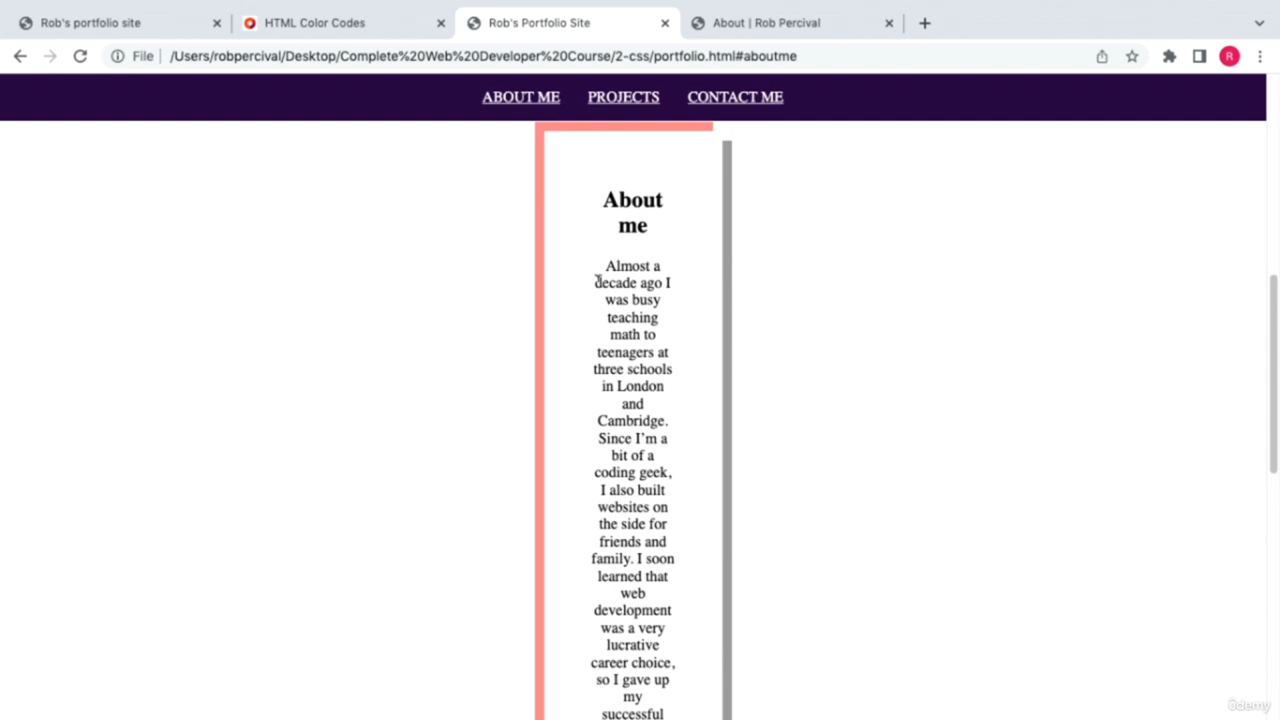 Rob's portfolio site
HTML Color Codes
Rob's Portfolio Site
About | Rob Percival
File
/Users/robpercival/Desktop/Complete%20Web%20Developer%20Course/2-css/portfolio.html#aboutme
R
ABOUT ME PROJECTS CONTACT ME
About
me
Almost a
decade ago I
was busy
teaching
math to
teenagers at
three schools
in London
and
Cambridge.
Since I'm a
bit of a
coding geek,
I also built
websites on
the side for
friends and
family. I soon
learned that
web
development
was a very
lucrative
career choice,
so I gave up
my
successful
ûdemy